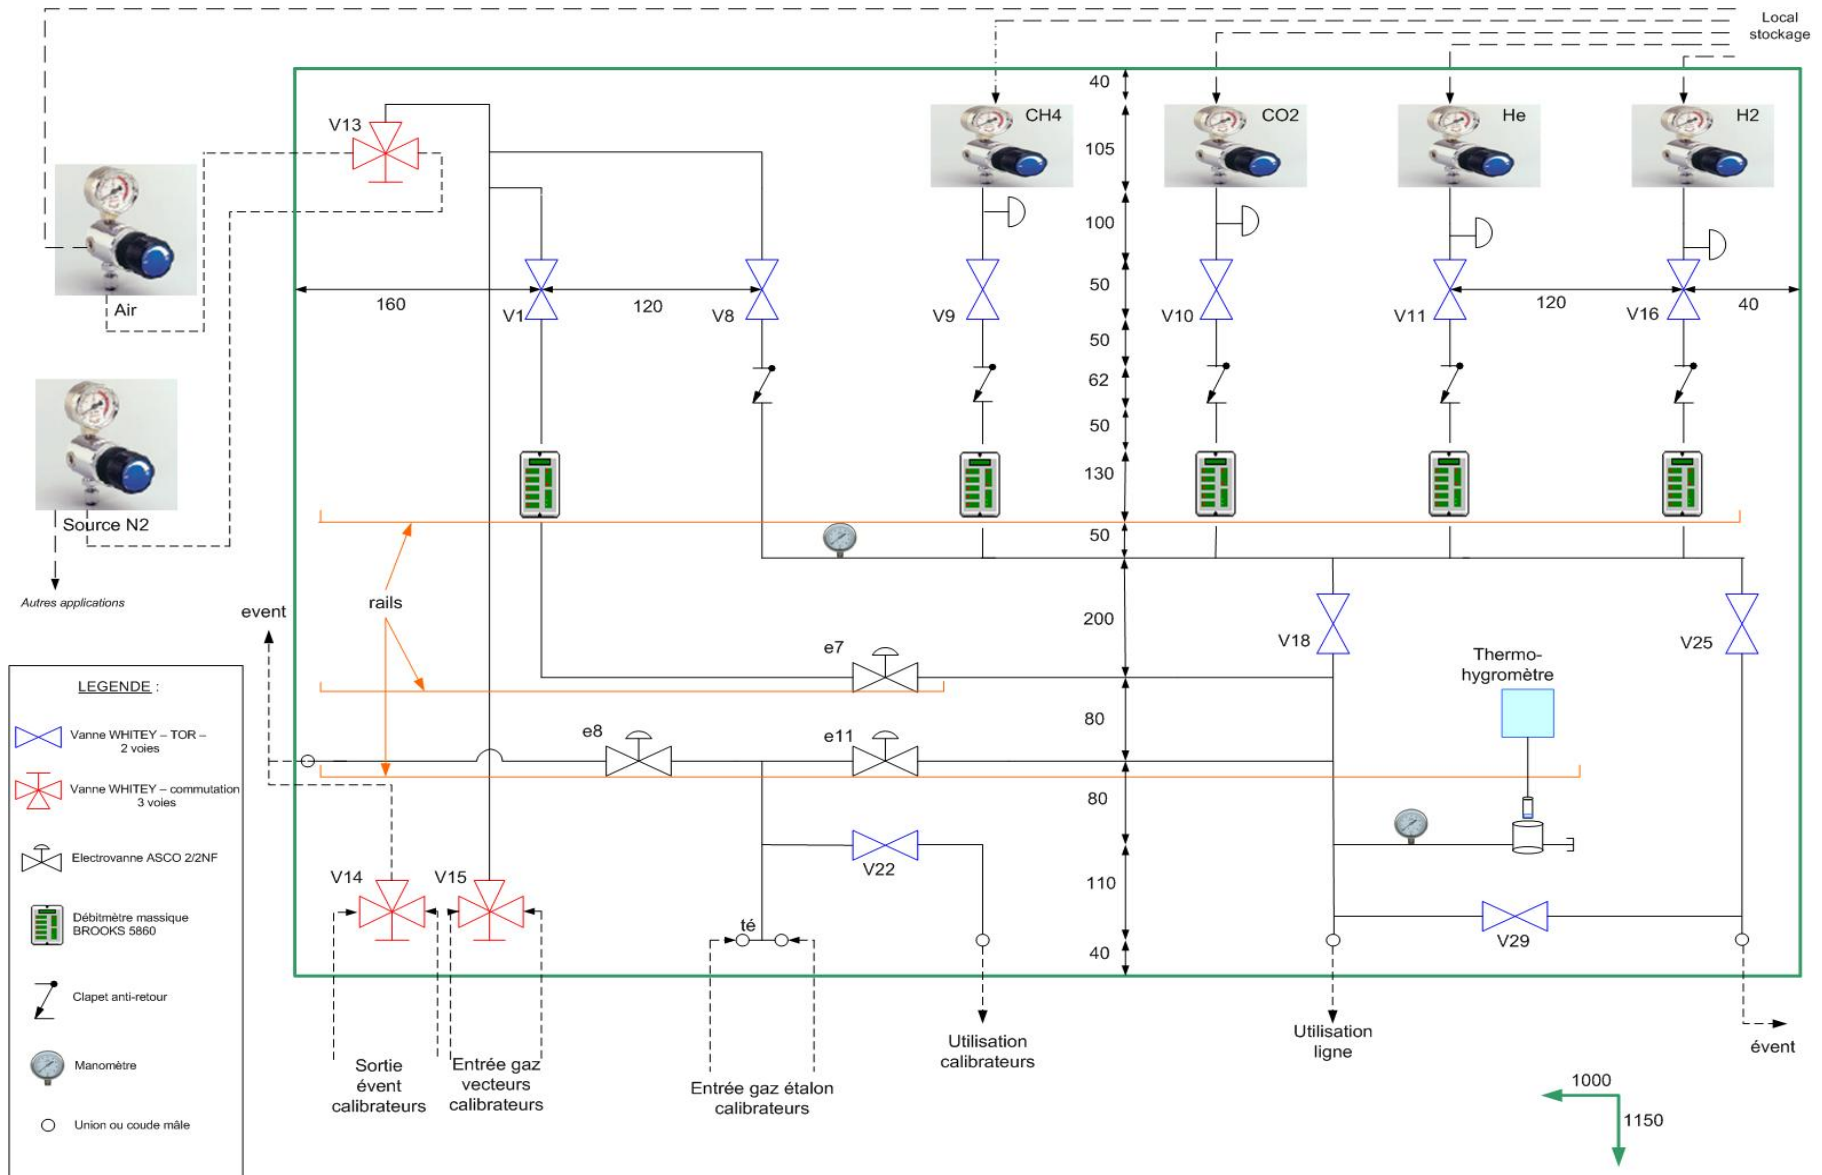 Local
stockage
40
V13
CH4
CO2
He
H2
105
100
Air
160
V1
120
V8
V9
50
V10
V11
120
V16
40
50
62
50
130
Source N2
50
Autres applications
event
rails
200
V18
V25
e7
Thermo-
hygromètre
LEGENDE :
Vanne WHITEY – TOR –
2 voies
Vanne WHITEY – commutation
3 voies
Electrovanne ASCO 2/2NF
Débitmètre massique
BROOKS 5860
Clapet anti-retour
Manomètre
Union ou coude mâle
80
e8
e11
80
V22
110
V14
V15
té
V29
40
Sortie
évent
calibrateurs
Entrée gaz
vecteurs
calibrateurs
Entrée gaz étalon
calibrateurs
Utilisation
calibrateurs
Utilisation
ligne
évent
1000
1150